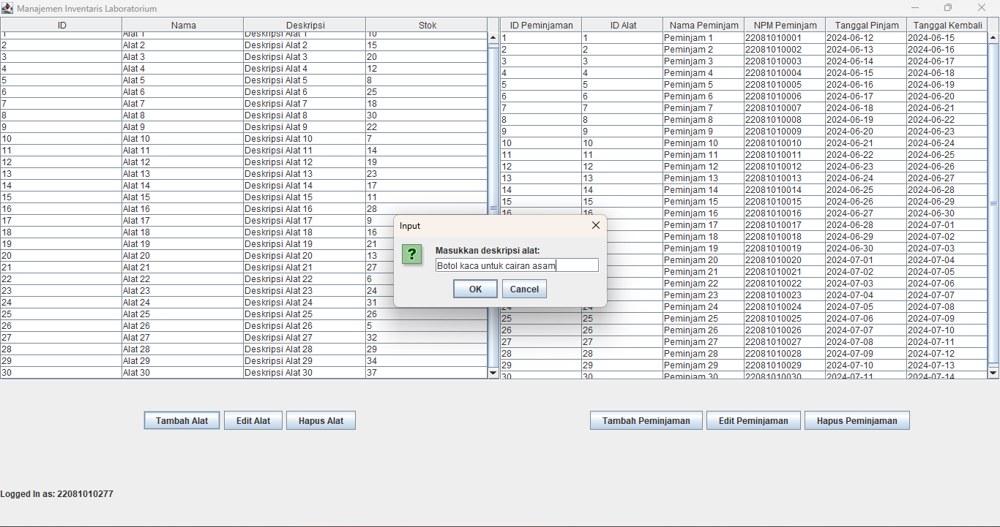 Manajemen Inventaris Laboratorium
ID Nama Deskripsi Stok
1 Alat 1 Deskripsi Alat 1 10
2 Alat 2 Deskripsi Alat 2 15
3 Alat 3 Deskripsi Alat 3 20
4 Alat 4 Deskripsi Alat 4 12
5 Alat 5 Deskripsi Alat 5 8
6 Alat 6 Deskripsi Alat 6 25
7 Alat 7 Deskripsi Alat 7 18
8 Alat 8 Deskripsi Alat 8 30
9 Alat 9 Deskripsi Alat 9 22
10 Alat 10 Deskripsi Alat 10 7
11 Alat 11 Deskripsi Alat 11 14
12 Alat 12 Deskripsi Alat 12 19
13 Alat 13 Deskripsi Alat 13 23
14 Alat 14 Deskripsi Alat 14 17
15 Alat 15 Deskripsi Alat 15 11
16 Alat 16 Deskripsi Alat 16 28
17 Alat 17 Deskripsi Alat 17 9
18 Alat 18 Deskripsi Alat 18 16
19 Alat 19 Deskripsi Alat 19 21
20 Alat 20 Deskripsi Alat 20 13
21 Alat 21 Deskripsi Alat 21 27
22 Alat 22 Deskripsi Alat 22 6
23 Alat 23 Deskripsi Alat 23 24
24 Alat 24 Deskripsi Alat 24 31
25 Alat 25 Deskripsi Alat 25 26
26 Alat 26 Deskripsi Alat 26 5
27 Alat 27 Deskripsi Alat 27 32
28 Alat 28 Deskripsi Alat 28 29
29 Alat 29 Deskripsi Alat 29 34
30 Alat 30 Deskripsi Alat 30 37
ID Peminjaman ID Alat Nama Peminjam NPM Peminjam Tanggal Pinjam Tanggal Kembali
1 1 Peminjam 1 22081010001 2024-06-12 2024-06-15
2 2 Peminjam 2 22081010002 2024-06-13 2024-06-16
3 3 Peminjam 3 22081010003 2024-06-14 2024-06-17
4 4 Peminjam 4 22081010004 2024-06-15 2024-06-18
5 5 Peminjam 5 22081010005 2024-06-16 2024-06-19
6 6 Peminjam 6 22081010006 2024-06-17 2024-06-20
7 7 Peminjam 7 22081010007 2024-06-18 2024-06-21
8 8 Peminjam 8 22081010008 2024-06-19 2024-06-22
9 9 Peminjam 9 22081010009 2024-06-20 2024-06-23
10 10 Peminjam 10 22081010010 2024-06-21 2024-06-24
11 11 Peminjam 11 22081010011 2024-06-22 2024-06-25
12 12 Peminjam 12 22081010012 2024-06-23 2024-06-26
13 13 Peminjam 13 22081010013 2024-06-24 2024-06-27
14 14 Peminjam 14 22081010014 2024-06-25 2024-06-28
15 15 Peminjam 15 22081010015 2024-06-26 2024-06-29
16 16 Peminjam 16 22081010016 2024-06-27 2024-06-30
Peminjam 17 22081010017 2024-06-28 2024-07-01
Peminjam 18 22081010018 2024-06-29 2024-07-02
Peminjam 19 22081010019 2024-06-30 2024-07-03
Peminjam 20 22081010020 2024-07-01 2024-07-04
Peminjam 21 22081010021 2024-07-02 2024-07-05
Peminjam 22 22081010022 2024-07-03 2024-07-06
Peminjam 23 22081010023 2024-07-04 2024-07-07
24 24 Peminjam 24 22081010024 2024-07-05 2024-07-08
25 25 Peminjam 25 22081010025 2024-07-06 2024-07-09
26 26 Peminjam 26 22081010026 2024-07-07 2024-07-10
27 27 Peminjam 27 22081010027 2024-07-08 2024-07-11
28 28 Peminjam 28 22081010028 2024-07-09 2024-07-12
29 29 Peminjam 29 22081010029 2024-07-10 2024-07-13
30 30 Peminjam 30 22081010030 2024-07-11 2024-07-14
Input
?
Masukkan deskripsi alat:
Botol kaca untuk cairan asam
OK Cancel
Tambah Alat Edit Alat Hapus Alat
Tambah Peminjaman Edit Peminjaman Hapus Peminjaman
Logged In as: 22081010277